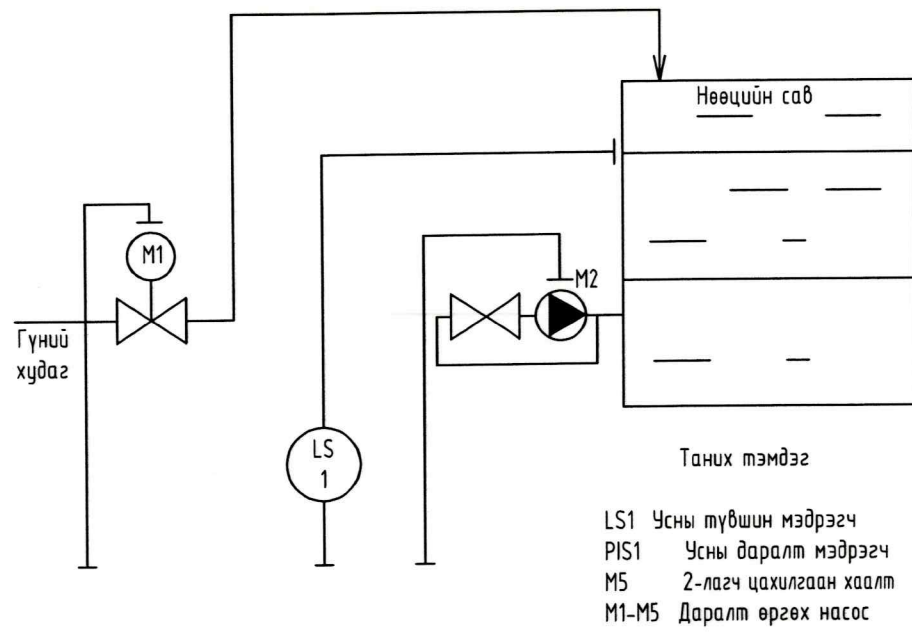 Нөөцийн сав
M1
M2
Гүний
худаг
LS
1
Таних тэмдэг
LS1 Усны түвшин мэдрэгч
PIS1 Усны даралт мэдрэгч
M5 2-лагч цахилгаан хаалт
M1-M5 Даралт өргөх насос